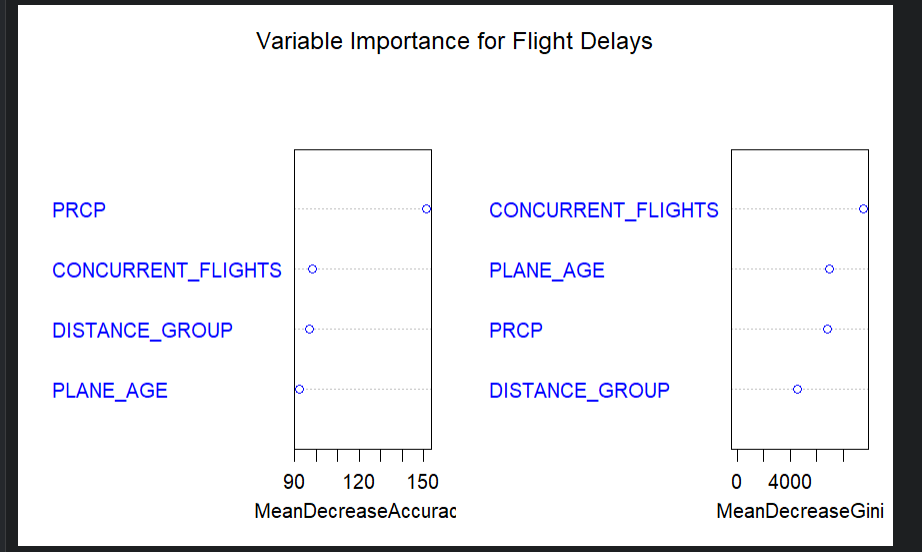 Variable Importance for Flight Delays
PRCP
CONCURRENT_FLIGHTS
DISTANCE_GROUP
PLANE_AGE
90 120 150
MeanDecreaseAccurac
CONCURRENT_FLIGHTS
PLANE_AGE
PRCP
DISTANCE_GROUP
0 4000
MeanDecreaseGini